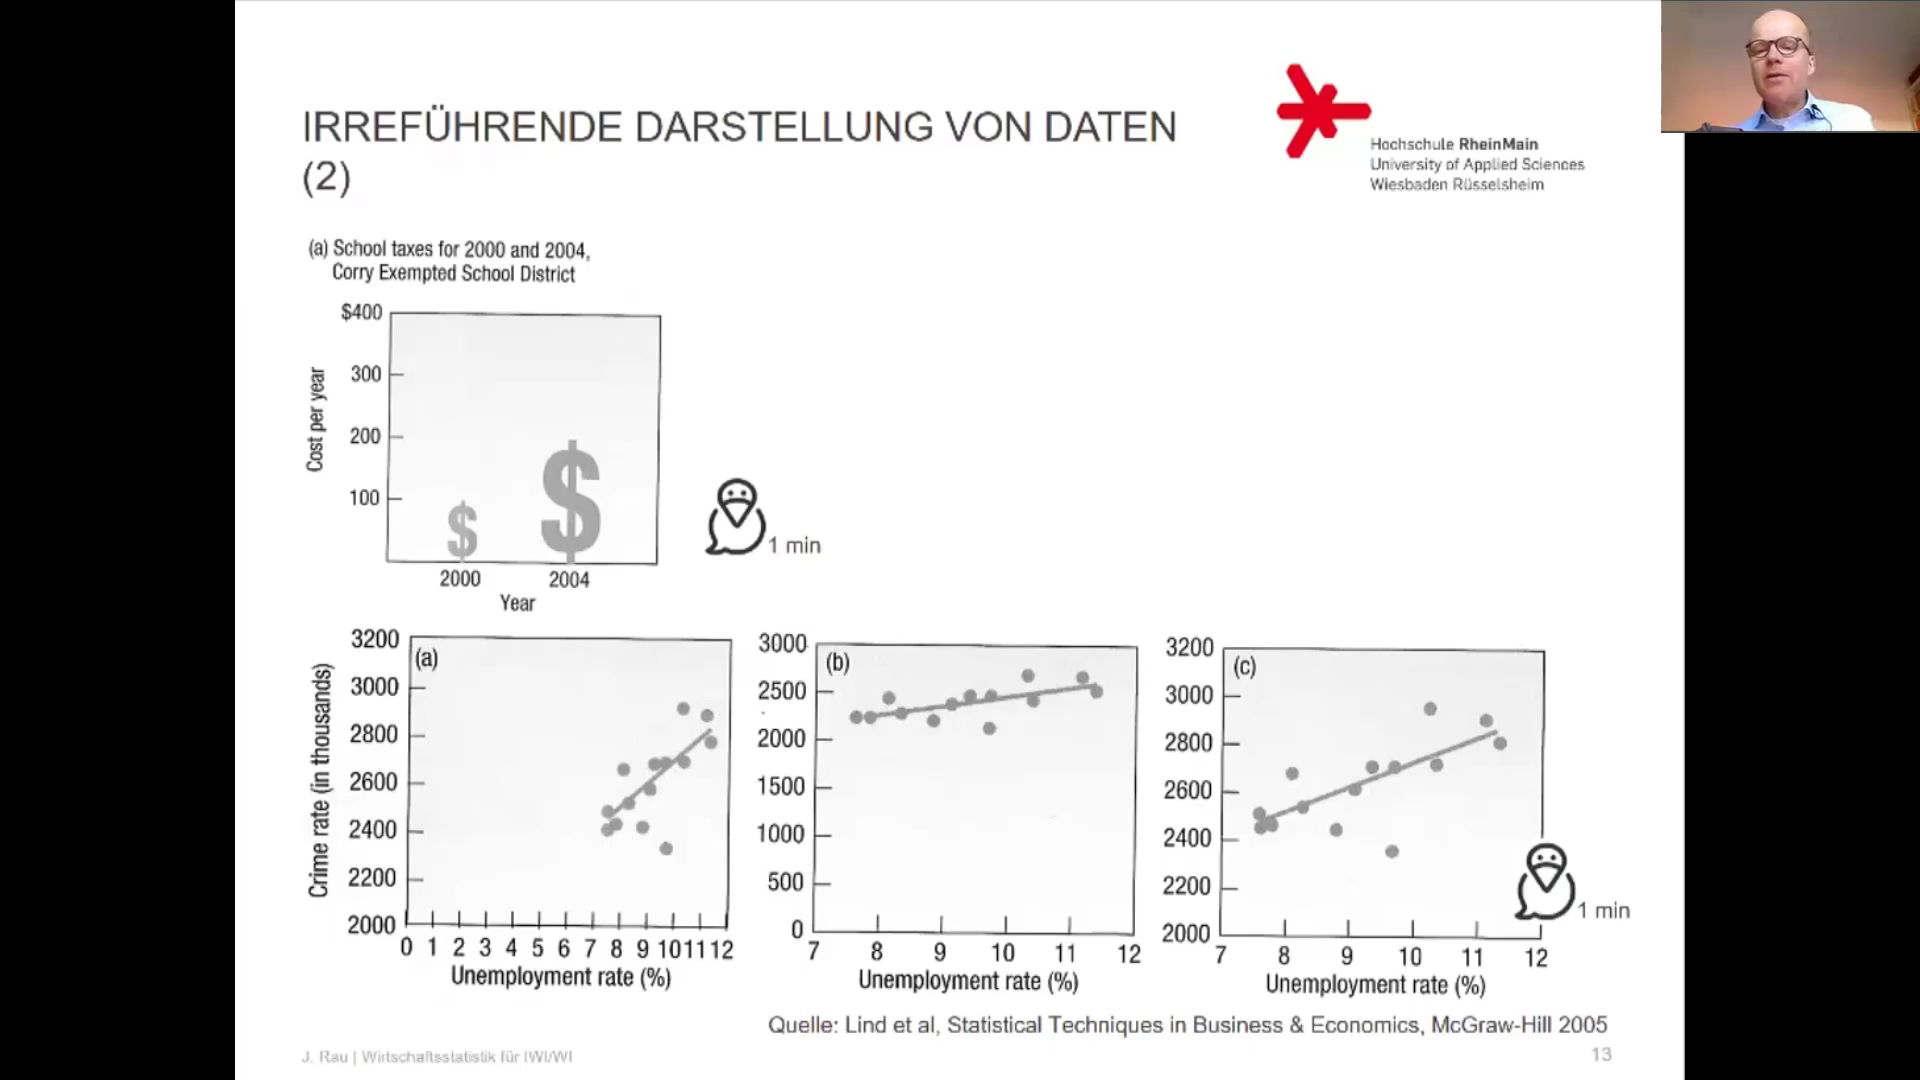 IRREFÜHRENDE DARSTELLUNG VON DATEN
(2)
Hochschule RheinMain
University of Applied Sciences
Wiesbaden Rüsselsheim
(a) School taxes for 2000 and 2004,
Corry Exempted School District
$400
300
200
100
Cost per year
$
$
2000
2004
Year
1 min
3200
3000
2800
2600
2400
2200
2000
Crime rate (in thousands)
(a)
0 1 2 3 4 5 6 7 8 9 10 11 12
Unemployment rate (%)
3000
2500
2000
1500
1000
500
0
(b)
7 8 9 10 11 12
Unemployment rate (%)
3200
3000
2800
2600
2400
2200
2000
(c)
7 8 9 10 11 12
Unemployment rate (%)
1 min
Quelle: Lind et al, Statistical Techniques in Business & Economics, McGraw-Hill 2005
J. Rau | Wirtschaftsstatistik für IWI/WI
13